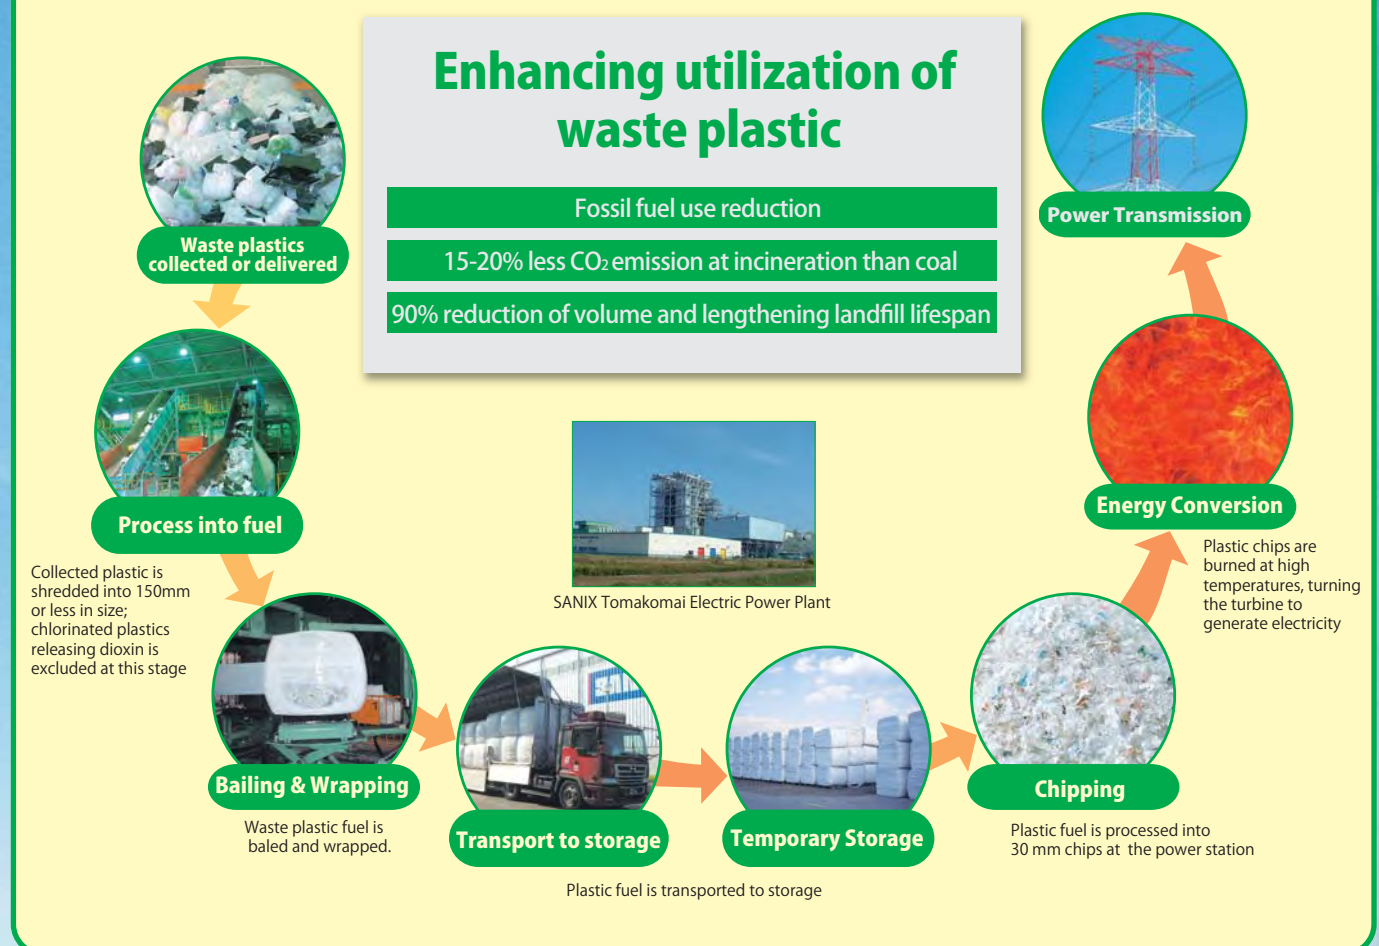 Enhancing utilization of
waste plastic
Fossil fuel use reduction
15-20% less CO2 emission at incineration than coal
90% reduction of volume and lengthening landfill lifespan
Waste plastics
collected or delivered
Process into fuel
Collected plastic is
shredded into 150mm
or less in size;
chlorinated plastics
releasing dioxin is
excluded at this stage
Bailing & Wrapping
Waste plastic fuel is
baled and wrapped.
Transport to storage
Temporary Storage
Plastic fuel is transported to storage
Chipping
Plastic fuel is processed into
30 mm chips at the power station
Energy Conversion
Plastic chips are
burned at high
temperatures, turning
the turbine to
generate electricity
Power Transmission
SANIX Tomakomai Electric Power Plant